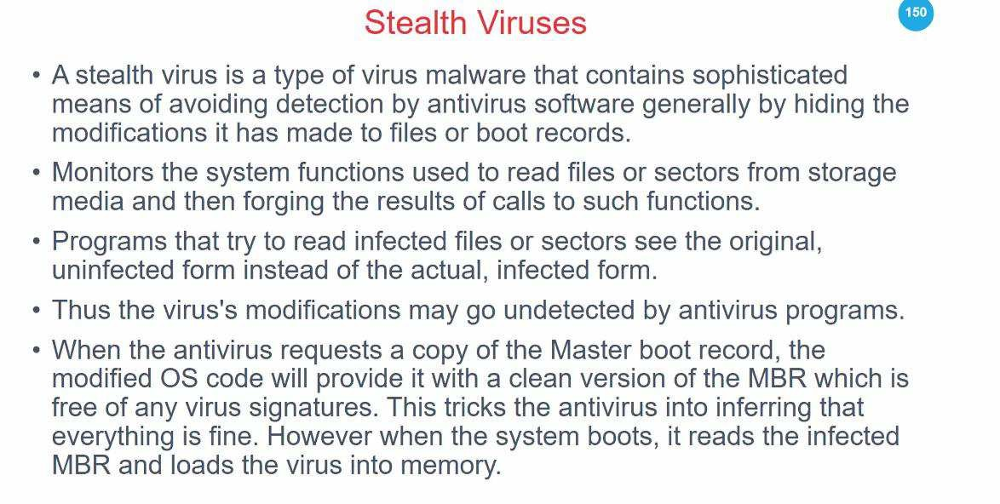 Stealth Viruses
150
• A stealth virus is a type of virus malware that contains sophisticated
means of avoiding detection by antivirus software generally by hiding the
modifications it has made to files or boot records.
• Monitors the system functions used to read files or sectors from storage
media and then forging the results of calls to such functions.
• Programs that try to read infected files or sectors see the original,
uninfected form instead of the actual, infected form.
• Thus the virus's modifications may go undetected by antivirus programs.
• When the antivirus requests a copy of the Master boot record, the
modified OS code will provide it with a clean version of the MBR which is
free of any virus signatures. This tricks the antivirus into inferring that
everything is fine. However when the system boots, it reads the infected
MBR and loads the virus into memory.